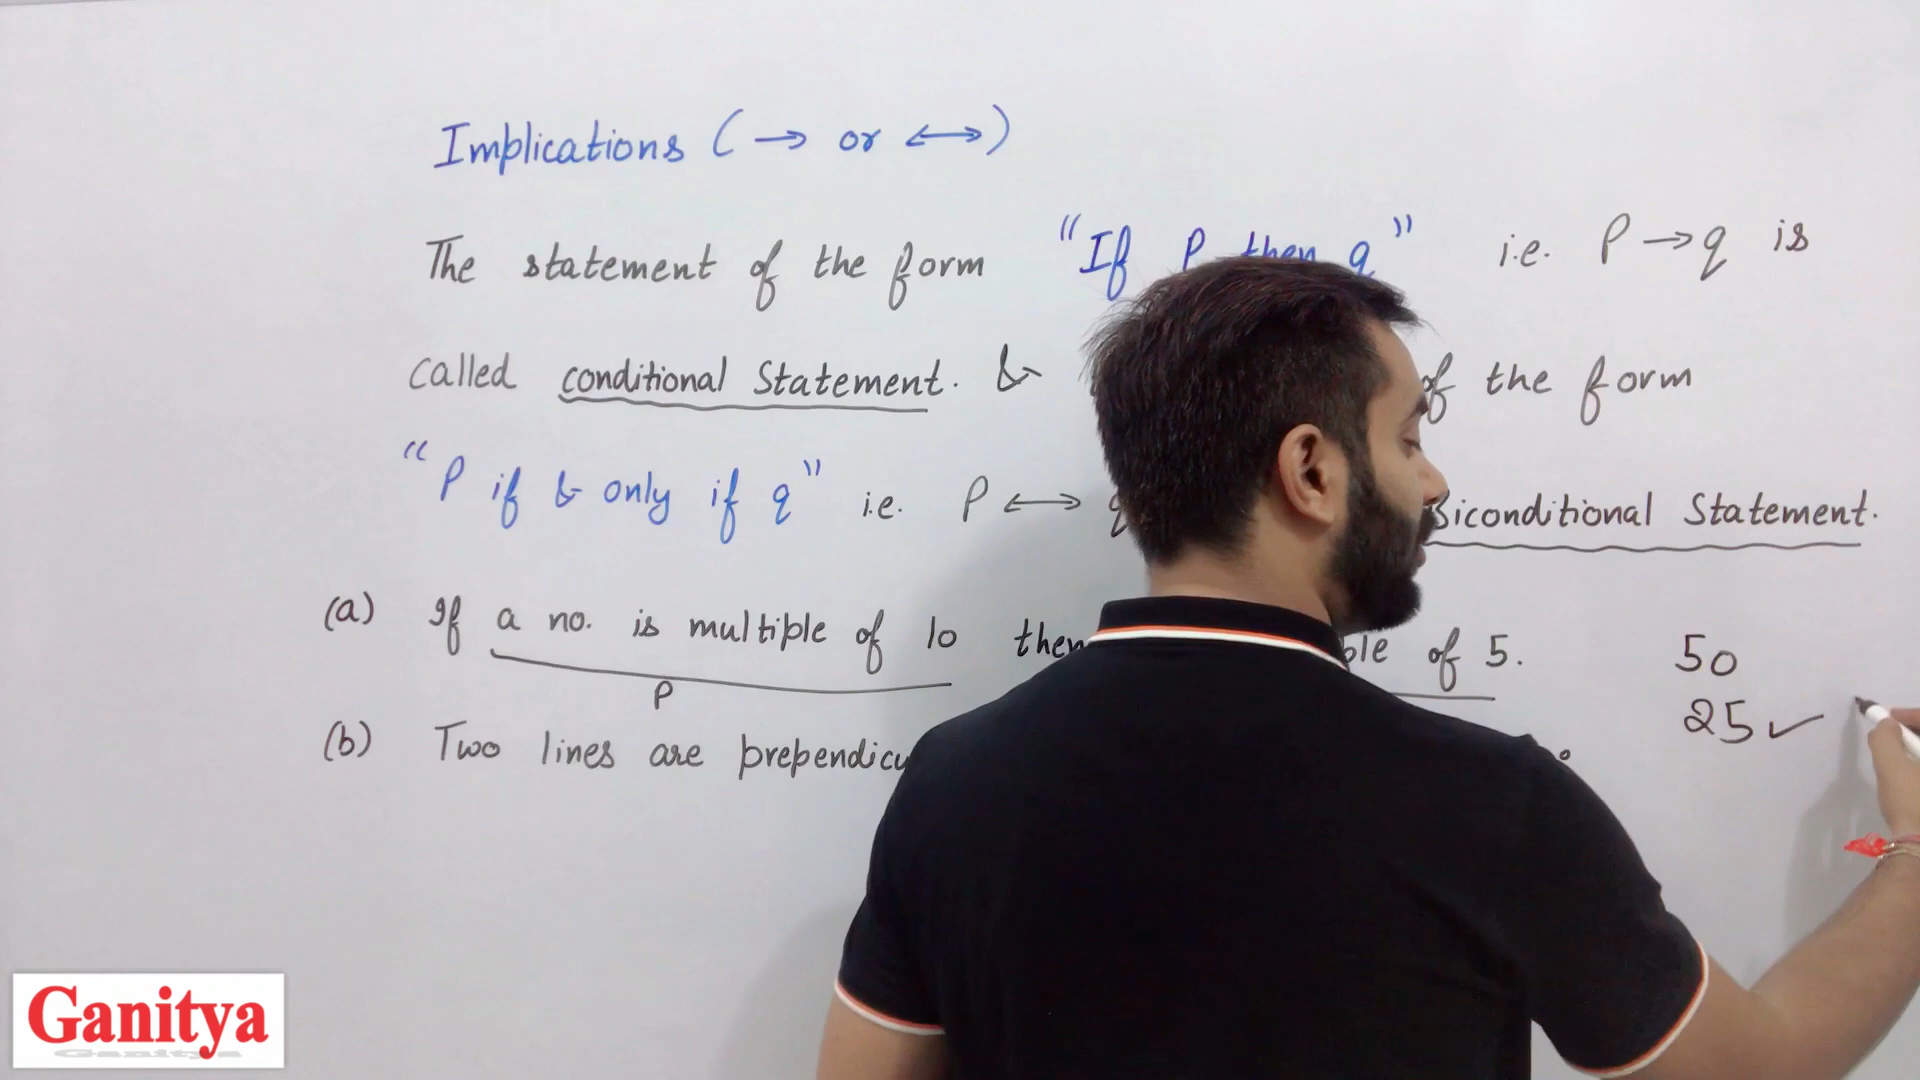 Implications ( → or ↔ )
The statement of the form "If P then q" i.e. P → q is
called conditional Statement. & of the form
"P if & only if q" i.e. P ↔ q Biconditional Statement.
(a) If a no. is multiple of 10 then of 5. 50
P
25 ✓
(b) Two lines are
Ganitya